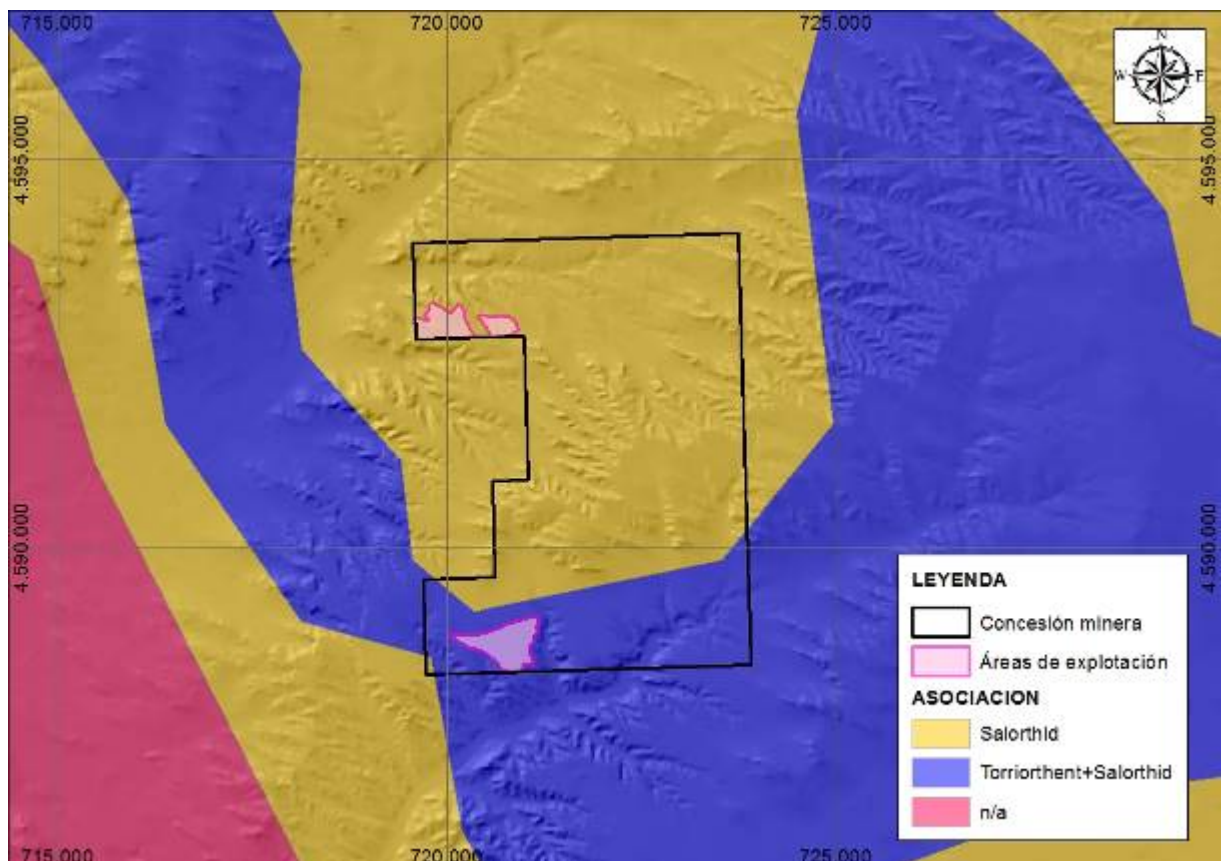 715.000 720.000 725.000
N
W E
S
4.595.000 4.595.000
4.590.000 4.590.000
LEYENDA
Concesión minera
Áreas de explotación
ASOCIACION
Salorthid
Torriorthent+Salorthid
n/a
715.000 720.000 725.000